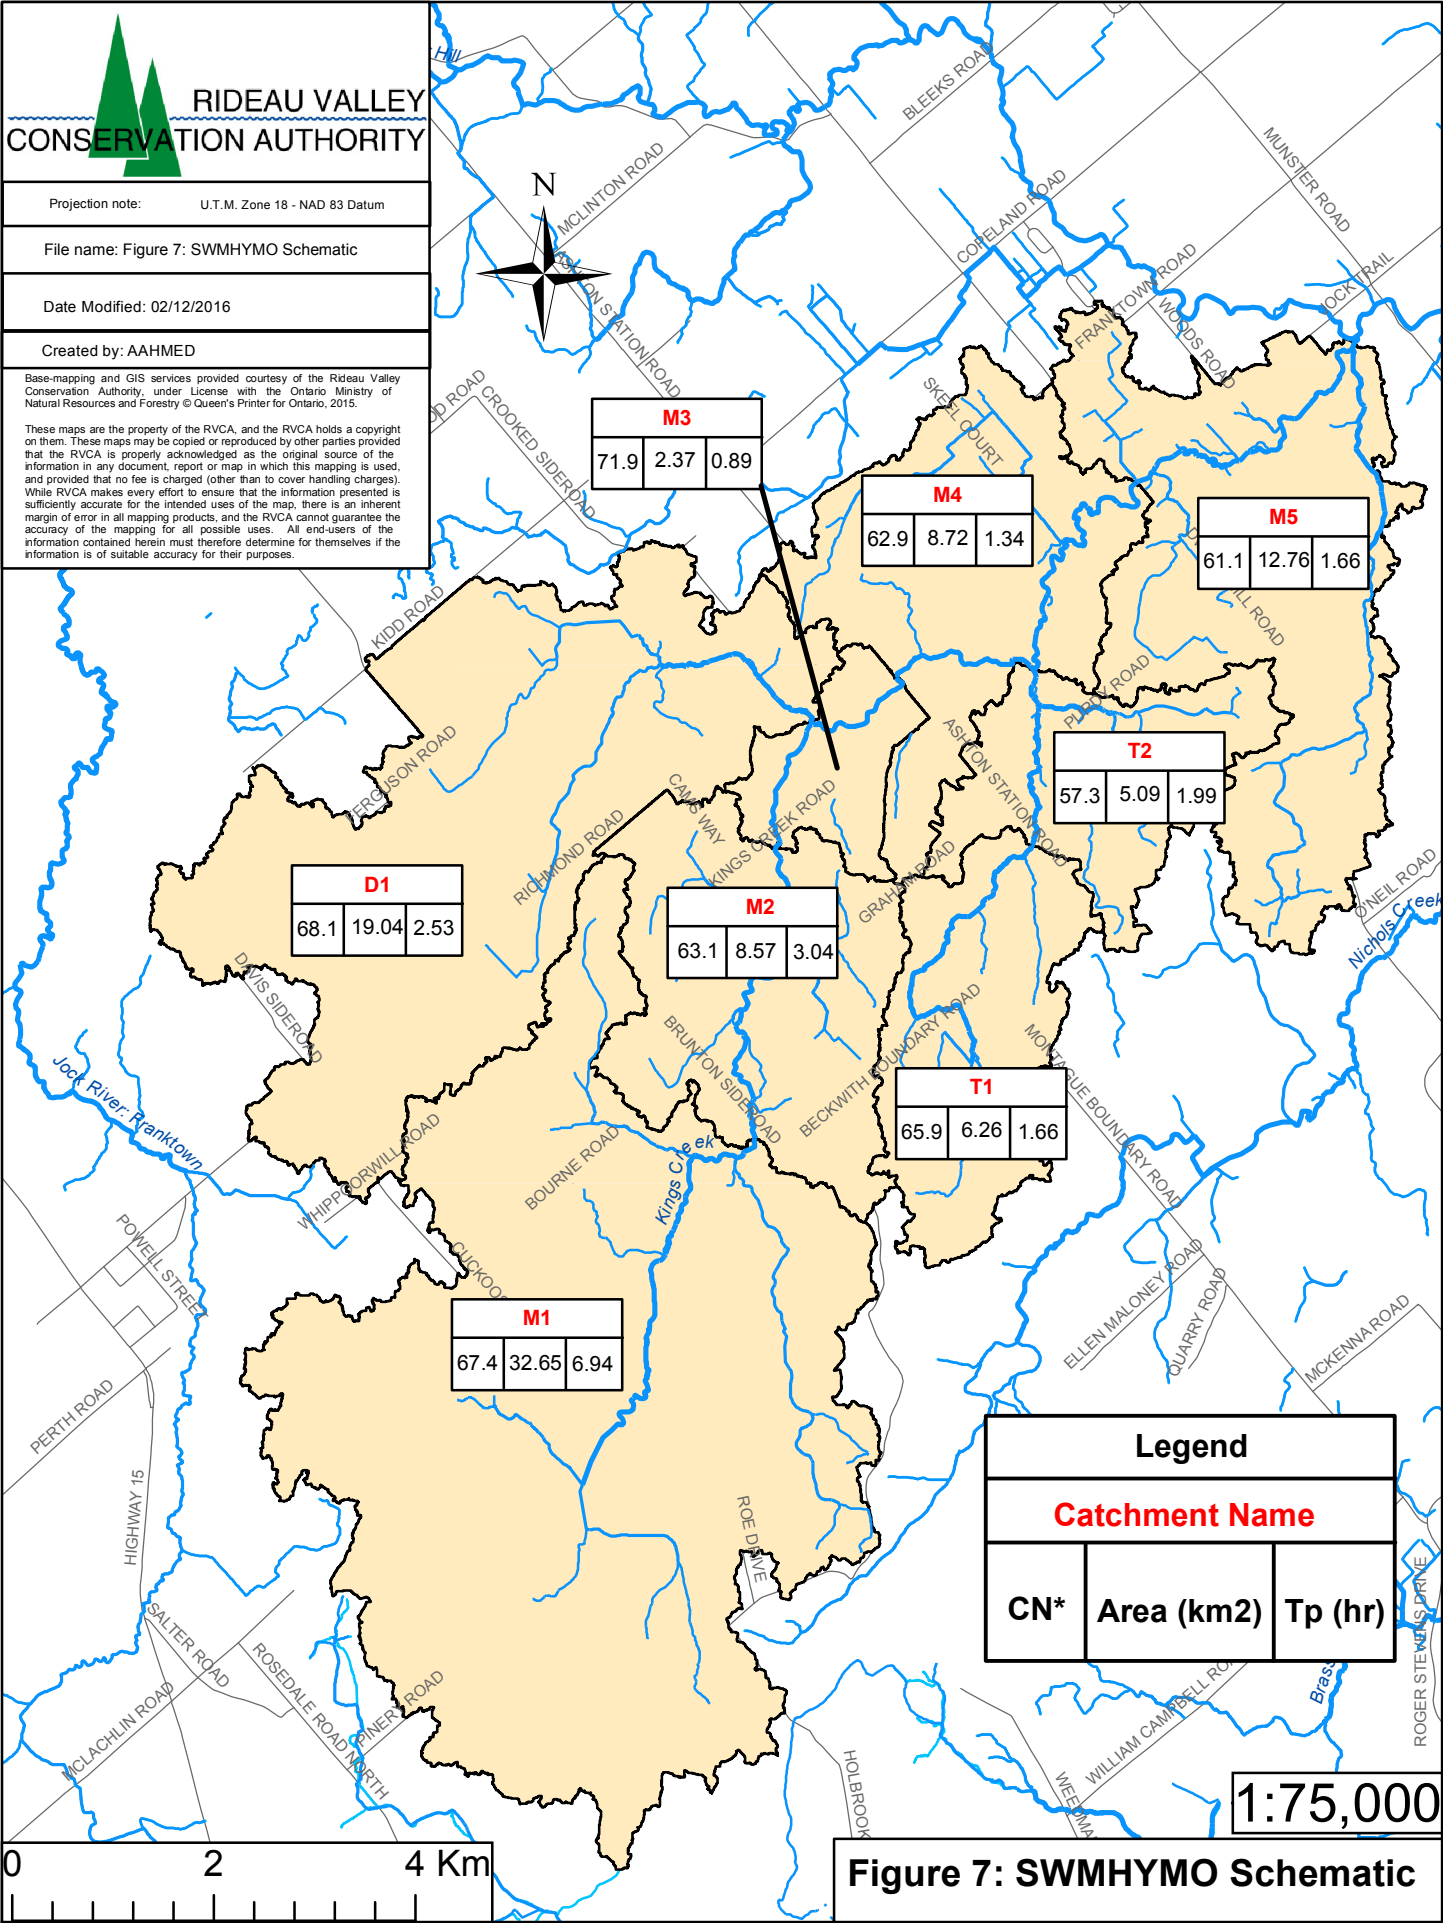 RIDEAU VALLEY
CONSERVATION AUTHORITY
Projection note: U.T.M. Zone 18 - NAD 83 Datum
File name: Figure 7: SWMHYMO Schematic
Date Modified: 02/12/2016
Created by: AAHMED
Base-mapping and GIS services provided courtesy of the Rideau Valley
Conservation Authority, under License with the Ontario Ministry of
Natural Resources and Forestry © Queen's Printer for Ontario, 2015.
These maps are the property of the RVCA, and the RVCA holds a copyright
on them. These maps may be copied or reproduced by other parties provided
that the RVCA is properly acknowledged as the original source of the
information in any document, report or map in which this mapping is used,
and provided that no fee is charged (other than to cover handling charges).
While RVCA makes every effort to ensure that the information presented is
sufficiently accurate for the intended uses of the map, there is an inherent
margin of error in all mapping products, and the RVCA cannot guarantee the
accuracy of the mapping for all possible uses. All end-users of the
information contained herein must therefore determine for themselves if the
information is of suitable accuracy for their purposes.
Hill
N
BLEEKS ROAD
MCLINTON ROAD
MUNSTER ROAD
COPELAND ROAD
ASHTON STATION ROAD
FRANKTOWN ROAD
JOCK TRAIL
WOODS ROAD
CROOKED SIDEROAD
SKEEL COURT
M3
71.9 2.37 0.89
M4
62.9 8.72 1.34
M5
61.1 12.76 1.66
KIDD ROAD
PURDY ROAD
FERGUSON ROAD
ASHTON STATION ROAD
T2
57.3 5.09 1.99
CAMS WAY
KINGS CREEK ROAD
RICHMOND ROAD
GRAHAM ROAD
O'NEIL ROAD
Nichols Creek
D1
68.1 19.04 2.53
M2
63.1 8.57 3.04
DAVIS SIDEROAD
BRUNTON SIDEROAD
BECKWITH BOUNDARY ROAD
MONTAGUE BOUNDARY ROAD
T1
65.9 6.26 1.66
Jock River: Franktown
WHIPPOORWILL ROAD
BOURNE ROAD
Kings Creek
POWELL STREET
CUCKOOS
ELLEN MALONEY ROAD
QUARRY ROAD
MCKENNA ROAD
M1
67.4 32.65 6.94
PERTH ROAD
HIGHWAY 15
ROE DRIVE
Legend
Catchment Name
CN* Area (km2) Tp (hr)
ROGER STEVENS DRIVE
Brass
SALTER ROAD
ROSEDALE ROAD NORTH
PINERY ROAD
MCLACHLIN ROAD
HOLBROOK
WILLIAM CAMPBELL RO
WEEDMA
1:75,000
0 2 4 Km
Figure 7: SWMHYMO Schematic